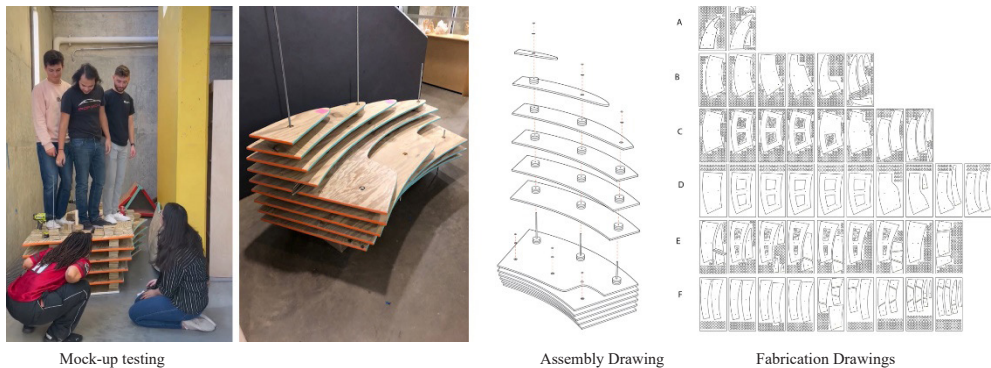 A
B
C
D
E
F
Mock-up testing
Assembly Drawing
Fabrication Drawings